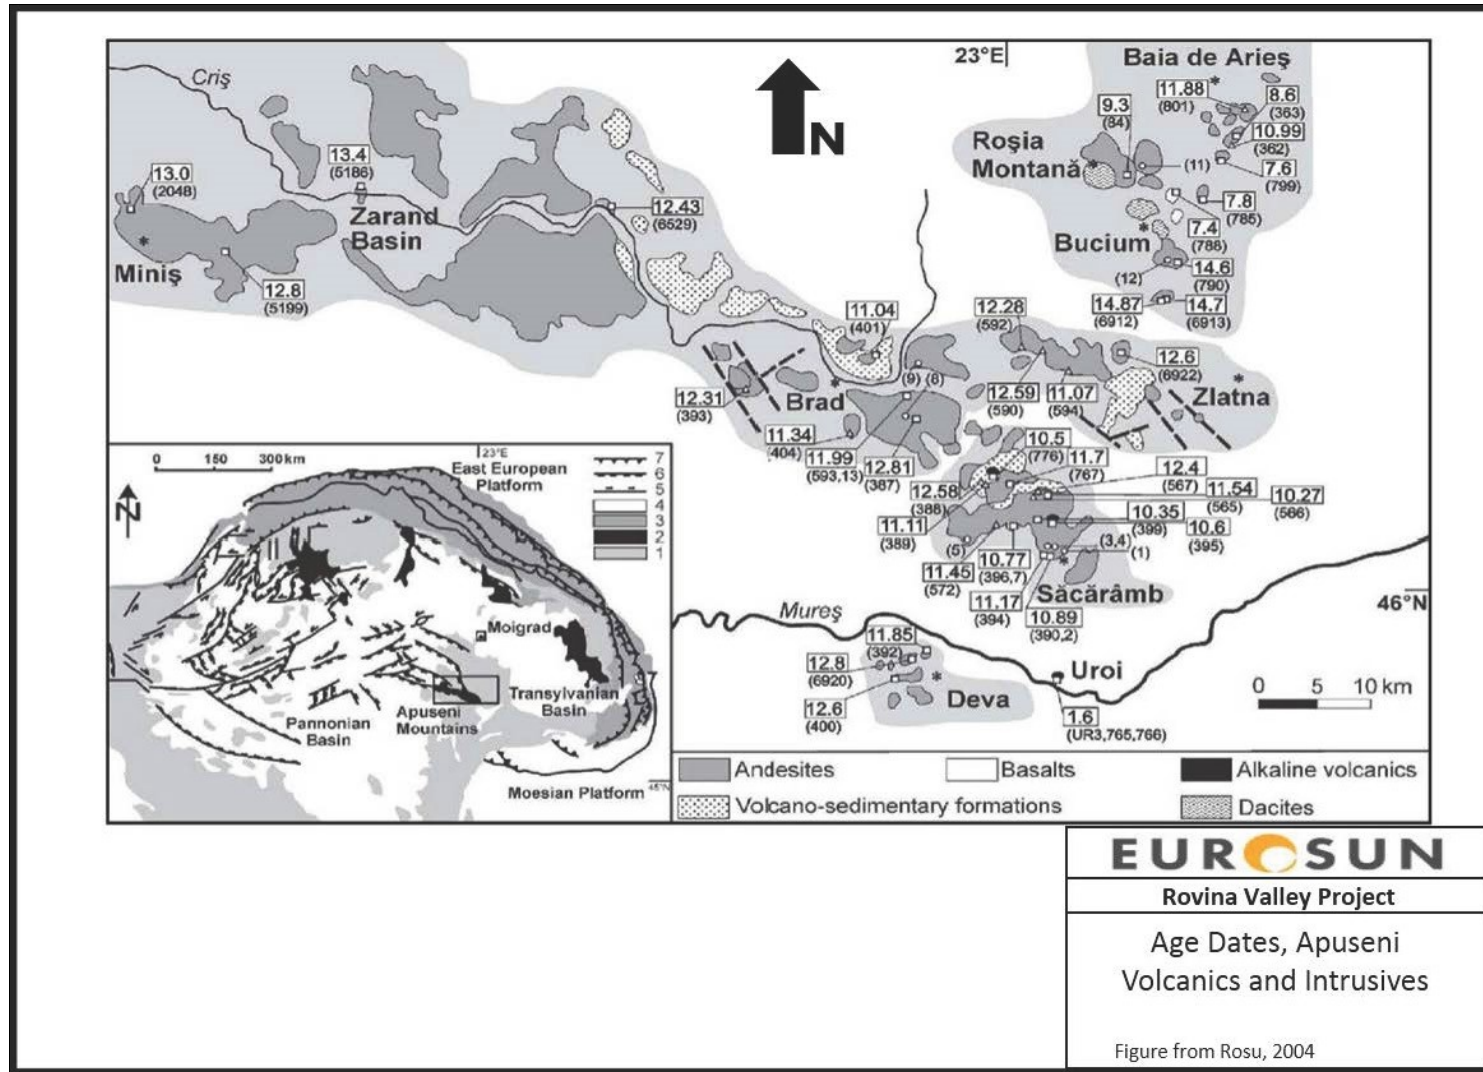 Criş
23°E
Baia de Arieş
N
11.88
(801)
8.6
(363)
9.3
(84)
10.99
(362)
Roşia
Montană
(11)
7.6
(799)
13.4
(5186)
13.0
(2048)
7.8
(785)
Zarand
Basin
12.43
(6529)
7.4
(788)
Bucium
Miniş
(12)
14.6
(790)
12.8
(5199)
14.87
(6912)
14.7
(6913)
11.04
(401)
12.28
(592)
12.6
(6922)
(9)
(8)
12.31
(393)
Brad
12.59
(590)
11.07
(594)
Zlatna
11.34
(404)
11.99
(593,13)
12.81
(387)
10.5
(776)
11.7
(767)
12.4
(567)
12.58
(388)
11.54
(565)
10.27
(566)
11.11
(389)
10.35
(399)
10.6
(395)
(5)
(3,4)
(1)
11.45
(572)
10.77
(396,7)
Săcărâmb
11.17
(394)
10.89
(390,2)
46°N
Mureş
11.85
(392)
12.8
(6920)
Uroi
12.6
(400)
Deva
1.6
(UR3,765,766)
0 5 10 km
0 150 300 km
23°E
East European
Platform
7
6
5
4
3
2
1
N
Moigrad
Transylvanian
Basin
Pannonian
Basin
Apuseni
Mountains
Moesian Platform
45°N
Andesites
Basalts
Alkaline volcanics
Volcano-sedimentary formations
Dacites
EUROSUN
Rovina Valley Project
Age Dates, Apuseni
Volcanics and Intrusives
Figure from Rosu, 2004